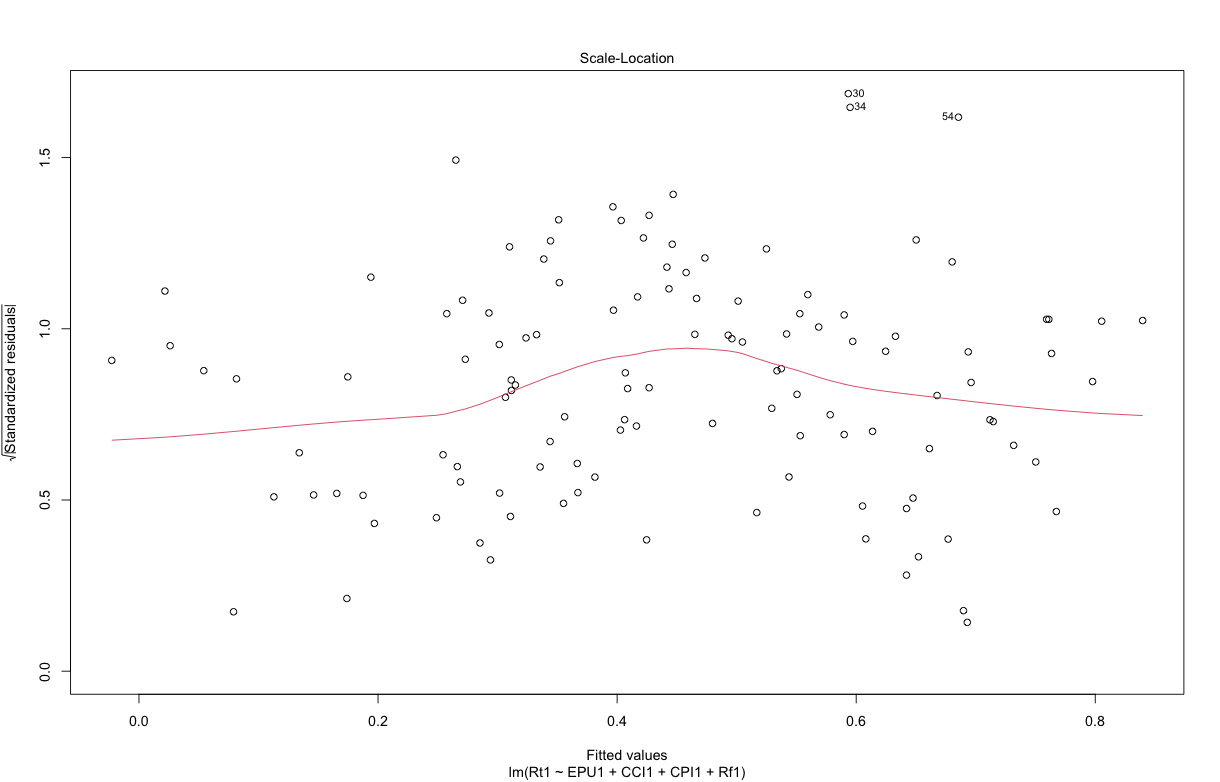 Scale-Location
30
34
54
1.5
1.0
0.5
0.0
√|Standardized residuals|
0.0 0.2 0.4 0.6 0.8
Fitted values
lm(Rt1 ~ EPU1 + CCI1 + CPI1 + Rf1)